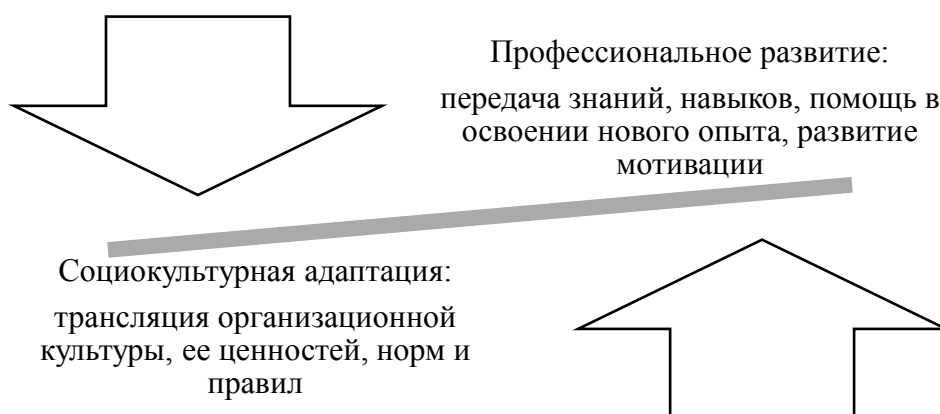 Профессиональное развитие:
передача знаний, навыков, помощь в
освоении нового опыта, развитие
мотивации
Социокультурная адаптация:
трансляция организационной
культуры, ее ценностей, норм и
правил